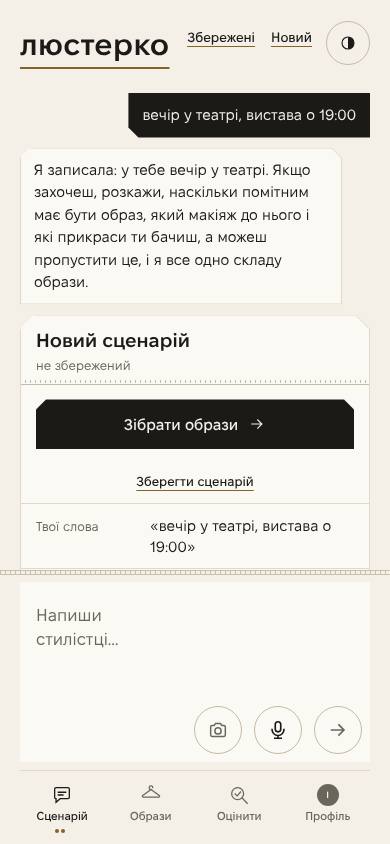 люстерко
Збережені
Новий
вечір у театрі, вистава о 19:00
Я записала: у тебе вечір у театрі. Якщо
захочеш, розкажи, наскільки помітним
має бути образ, який макіяж до нього і
які прикраси ти бачиш, а можеш
пропустити це, і я все одно складу
образи.
Новий сценарій
не збережений
Зібрати образи →
Зберегти сценарій
Твої слова
«вечір у театрі, вистава о
19:00»
Напиши
стилістці...
Сценарій
Образи
Оцінити
І
Профіль